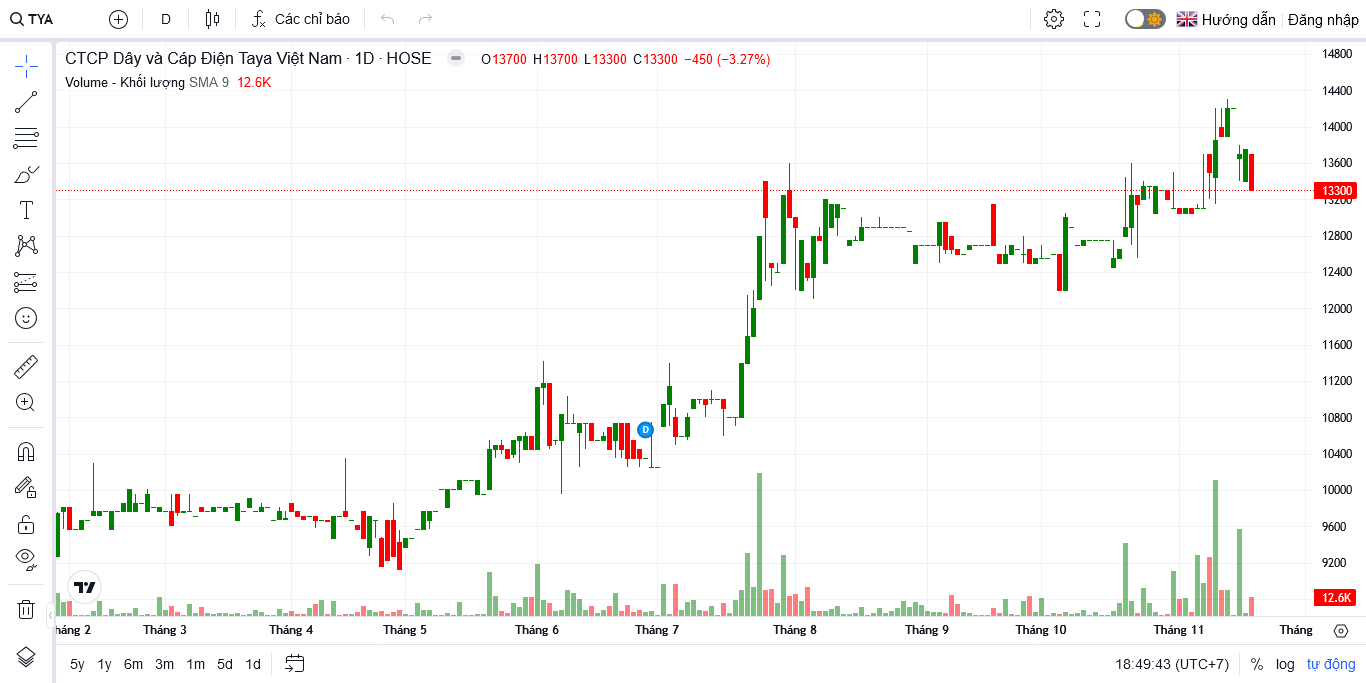 TYA D Các chỉ báo Hướng dẫn Đăng nhập
CTCP Dây và Cáp Điện Taya Việt Nam · 1D · HOSE O13700 H13700 L13300 C13300 −450 (−3.27%)
Volume - Khối lượng SMA 9 12.6K
14800
14400
14000
13600
13300
13200
12800
12400
12000
11600
11200
10800
D
10400
10000
9600
9200
12.6K
háng 2 Tháng 3 Tháng 4 Tháng 5 Tháng 6 Tháng 7 Tháng 8 Tháng 9 Tháng 10 Tháng 11 Tháng
5y 1y 6m 3m 1m 5d 1d 18:49:43 (UTC+7) % log tự động